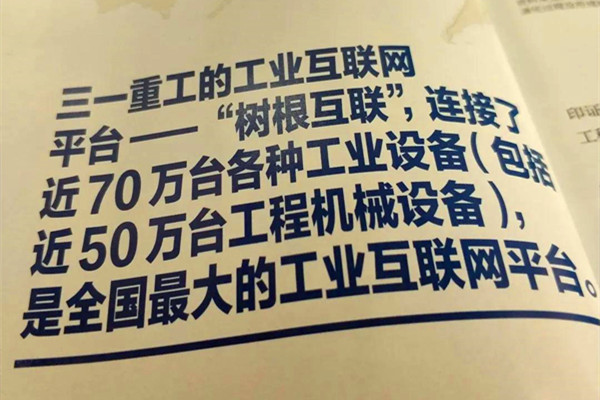 三一重工的工业互联网
平台——“树根互联”,连接了
近70万台各种工业设备(包括
近50万台工程机械设备),
是全国最大的工业互联网平台。
印证